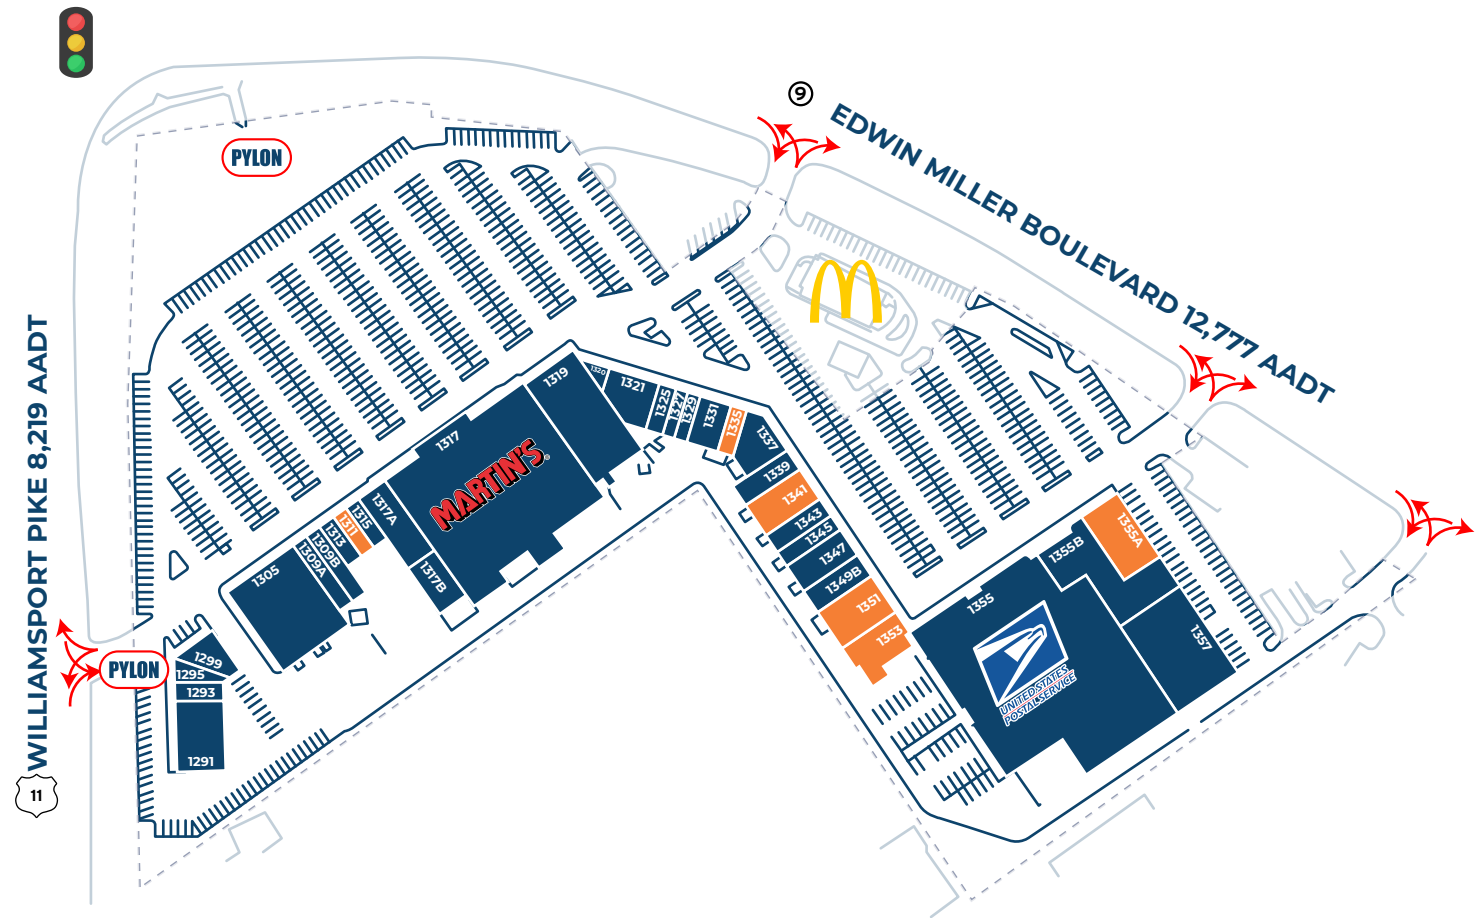 9
EDWIN MILLER BOULEVARD 12,777 AADT
PYLON
WILLIAMSPORT PIKE 8,219 AADT
11
PYLON
1299
1295
1293
1291
1305
1309A
1309B
1313
1311
1315
1317A
1317B
1317
MARTIN'S
1319
1320
1321
1325
1327
1329
1331
1335
1337
1339
1341
1343
1345
1347
1349B
1351
1353
1355
1355B
1355A
1357
UNITED STATES
POSTAL SERVICE